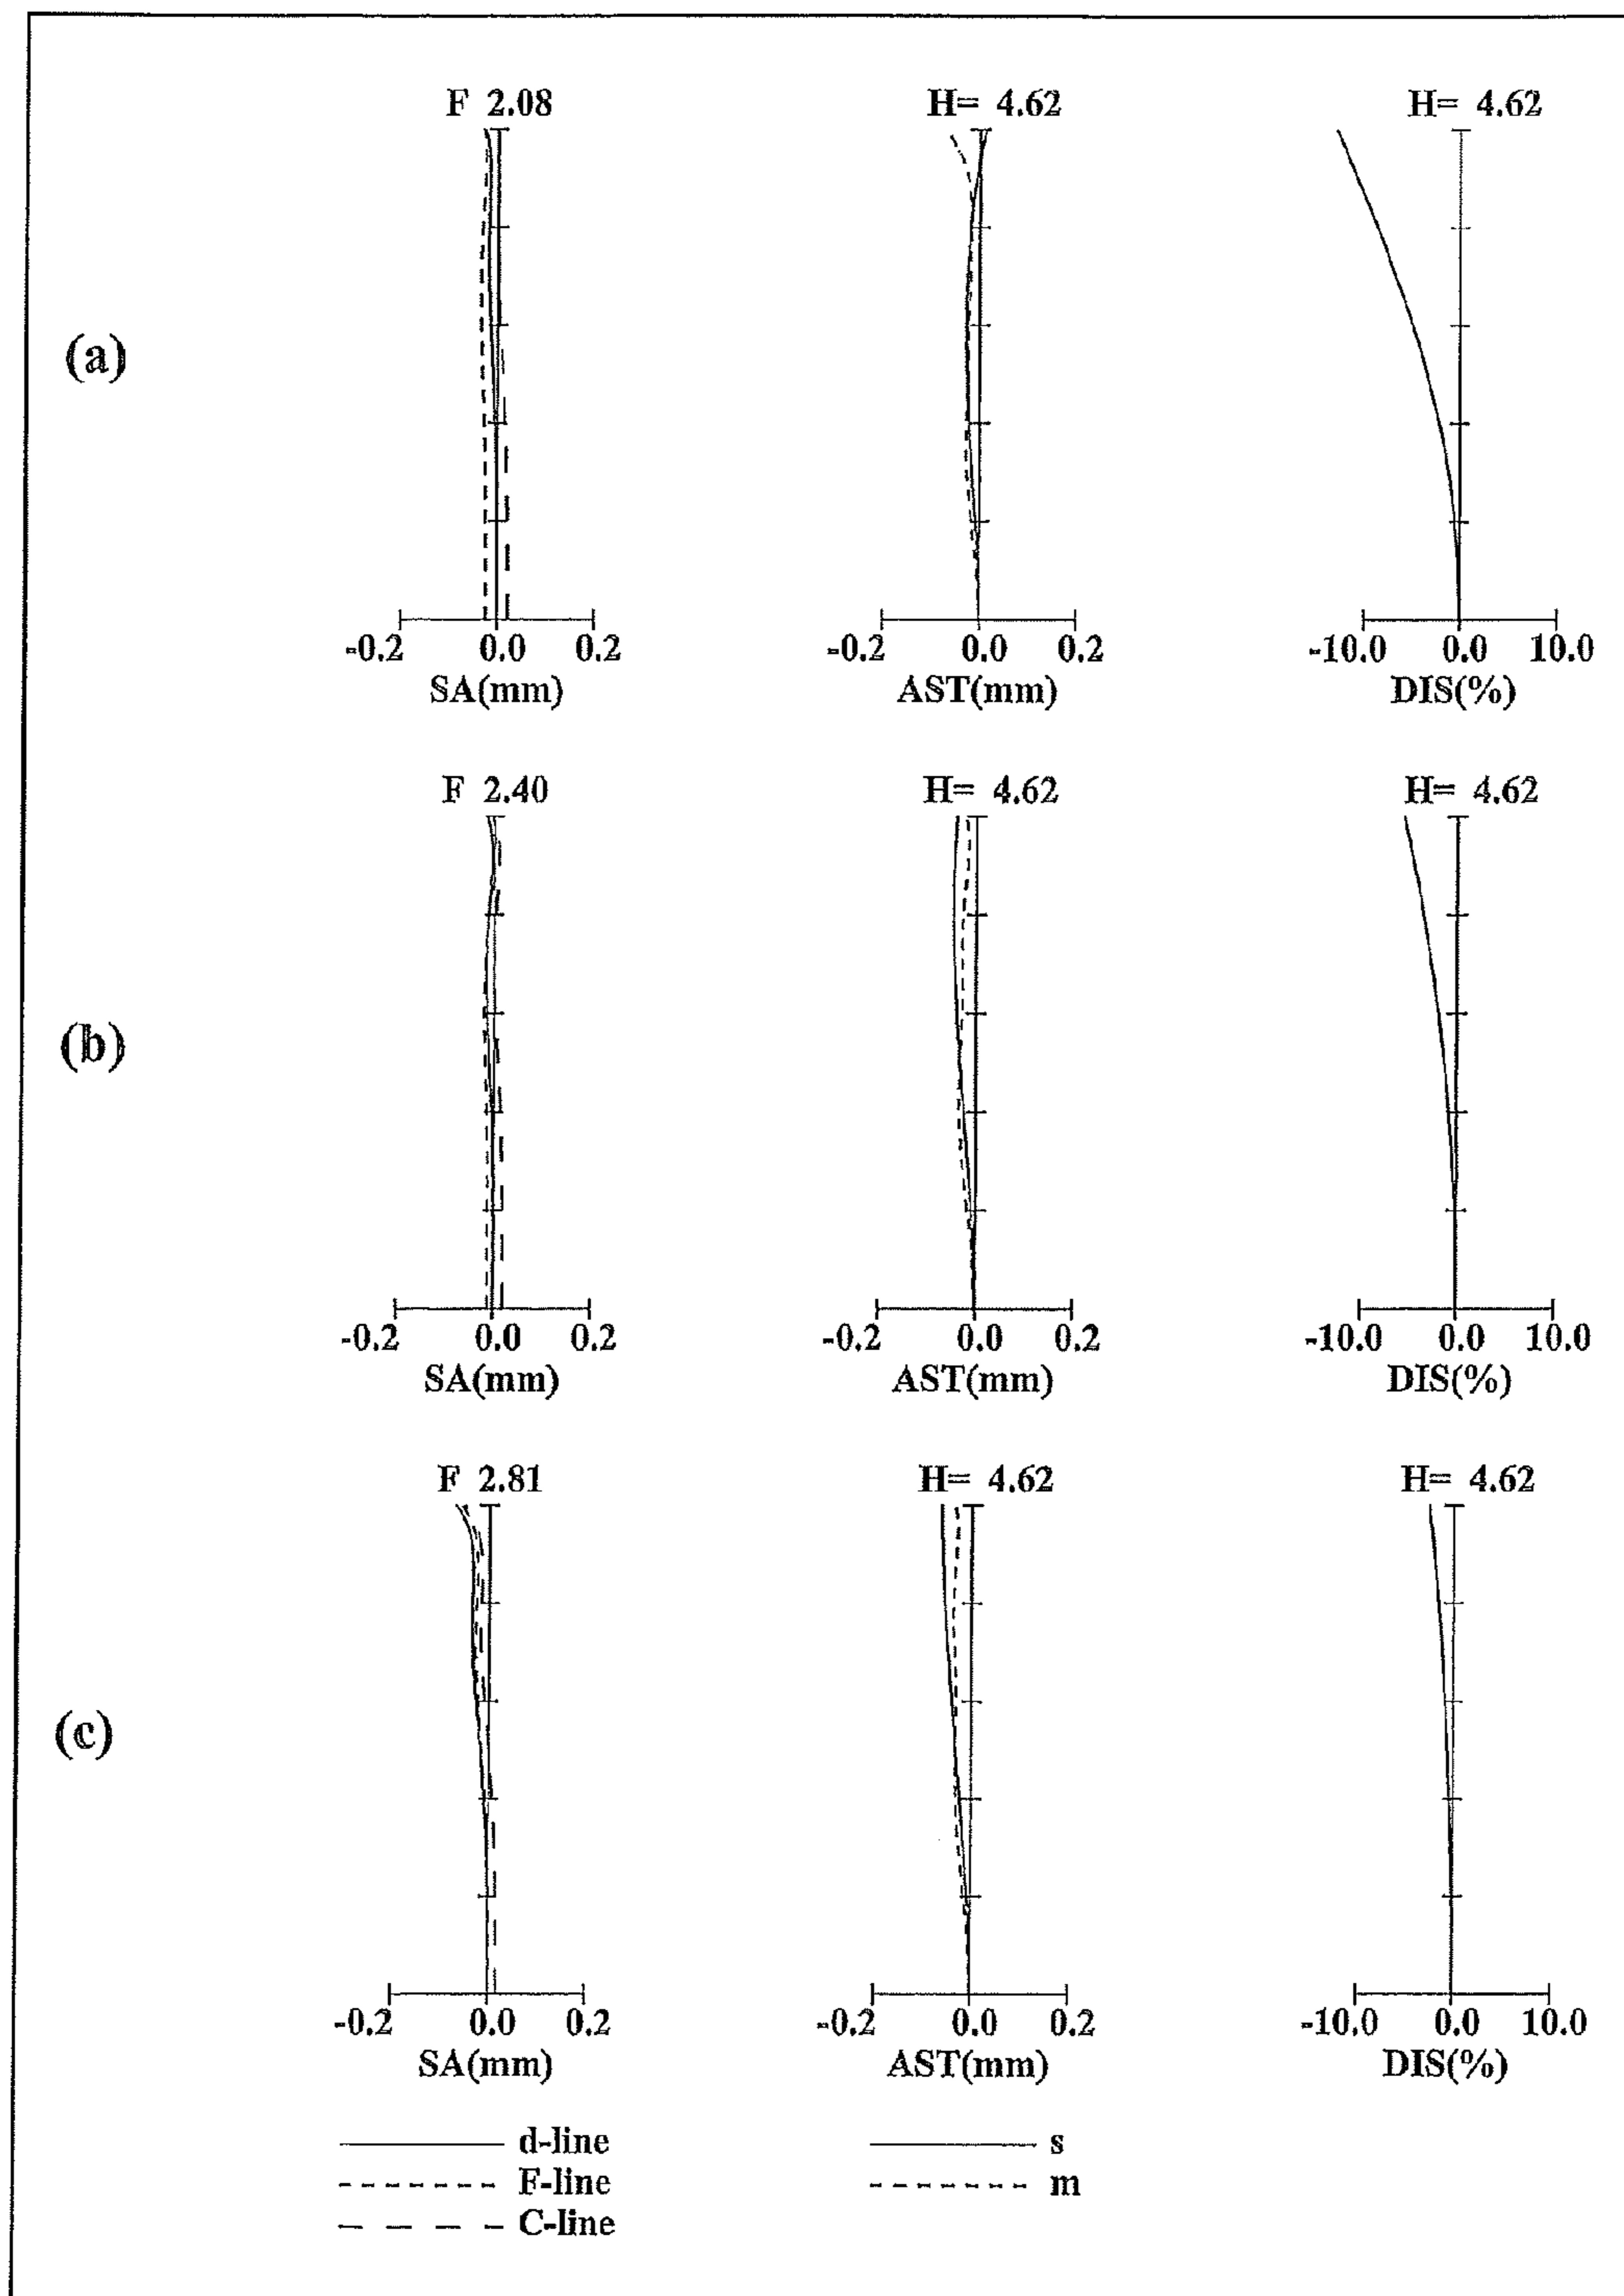 F 2.08 H= 4.62 H= 4.62
(a)
-0.2 0.0 0.2 -0.2 0.0 0.2 -10.0 0.0 10.0
SA(mm) AST(mm) DIS(%)
F 2.40 H= 4.62 H= 4.62
(b)
-0.2 0.0 0.2 -0.2 0.0 0.2 -10.0 0.0 10.0
SA(mm) AST(mm) DIS(%)
F 2.81 H= 4.62 H= 4.62
(c)
-0.2 0.0 0.2 -0.2 0.0 0.2 -10.0 0.0 10.0
SA(mm) AST(mm) DIS(%)
d-line s
F-line m
C-line